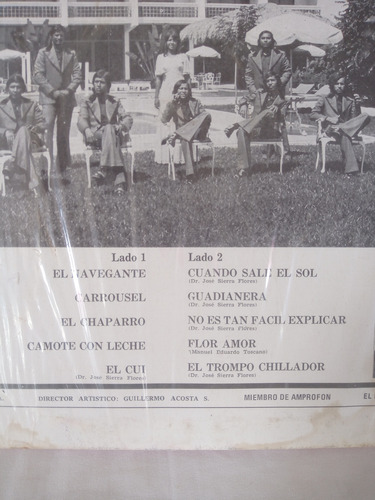 Lado 1
EL NAVEGANTE
CARROUSEL
EL CHAPARRO
CAMOTE CON LECHE
EL CUI
(Dr. José Sierra Flores)
Lado 2
CUANDO SALE EL SOL
(Dr. José Sierra Flores)
GUADIANERA
(Dr. José Sierra Flores)
NO ES TAN FACIL EXPLICAR
(Dr. José Sierra Flores)
FLOR AMOR
(Manuel Eduardo Toscano)
EL TROMPO CHILLADOR
(Dr. José Sierra Flores)
DIRECTOR ARTISTICO: GUILLERMO ACOSTA S. MIEMBRO DE AMPROFON EL